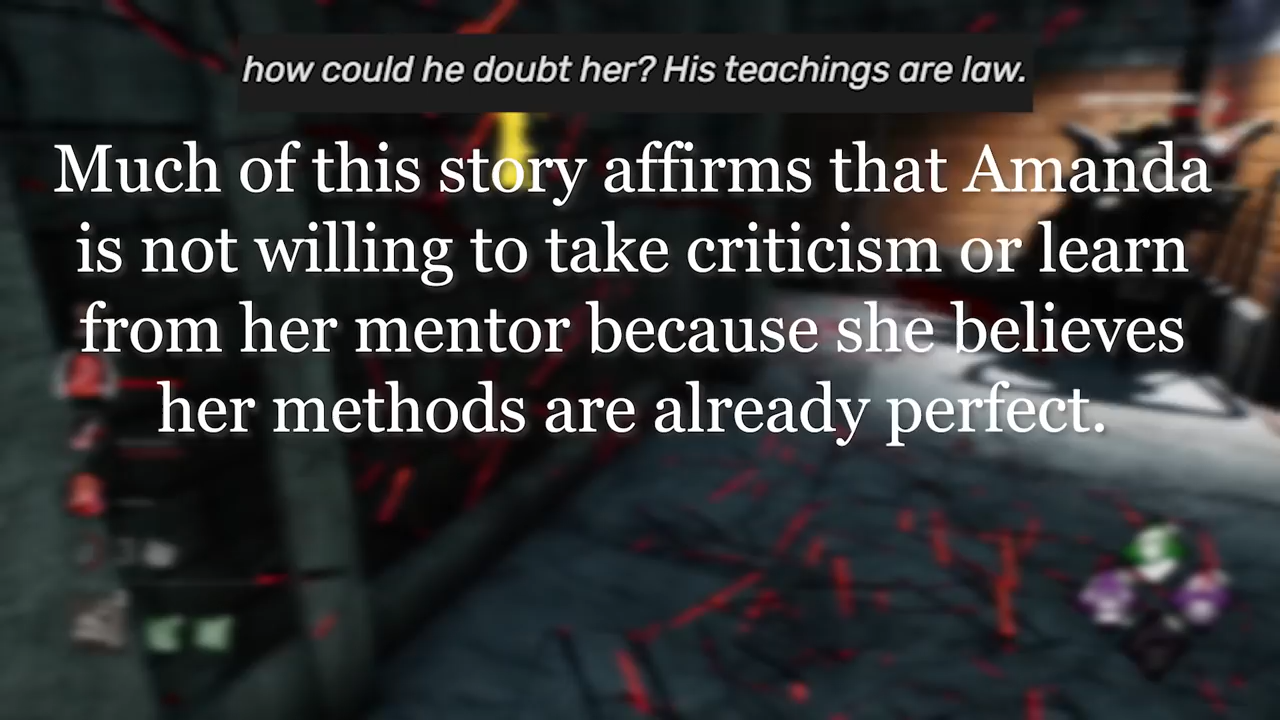 how could he doubt her? His teachings are law.
Much of this story affirms that Amanda
is not willing to take criticism or learn
from her mentor because she believes
her methods are already perfect.